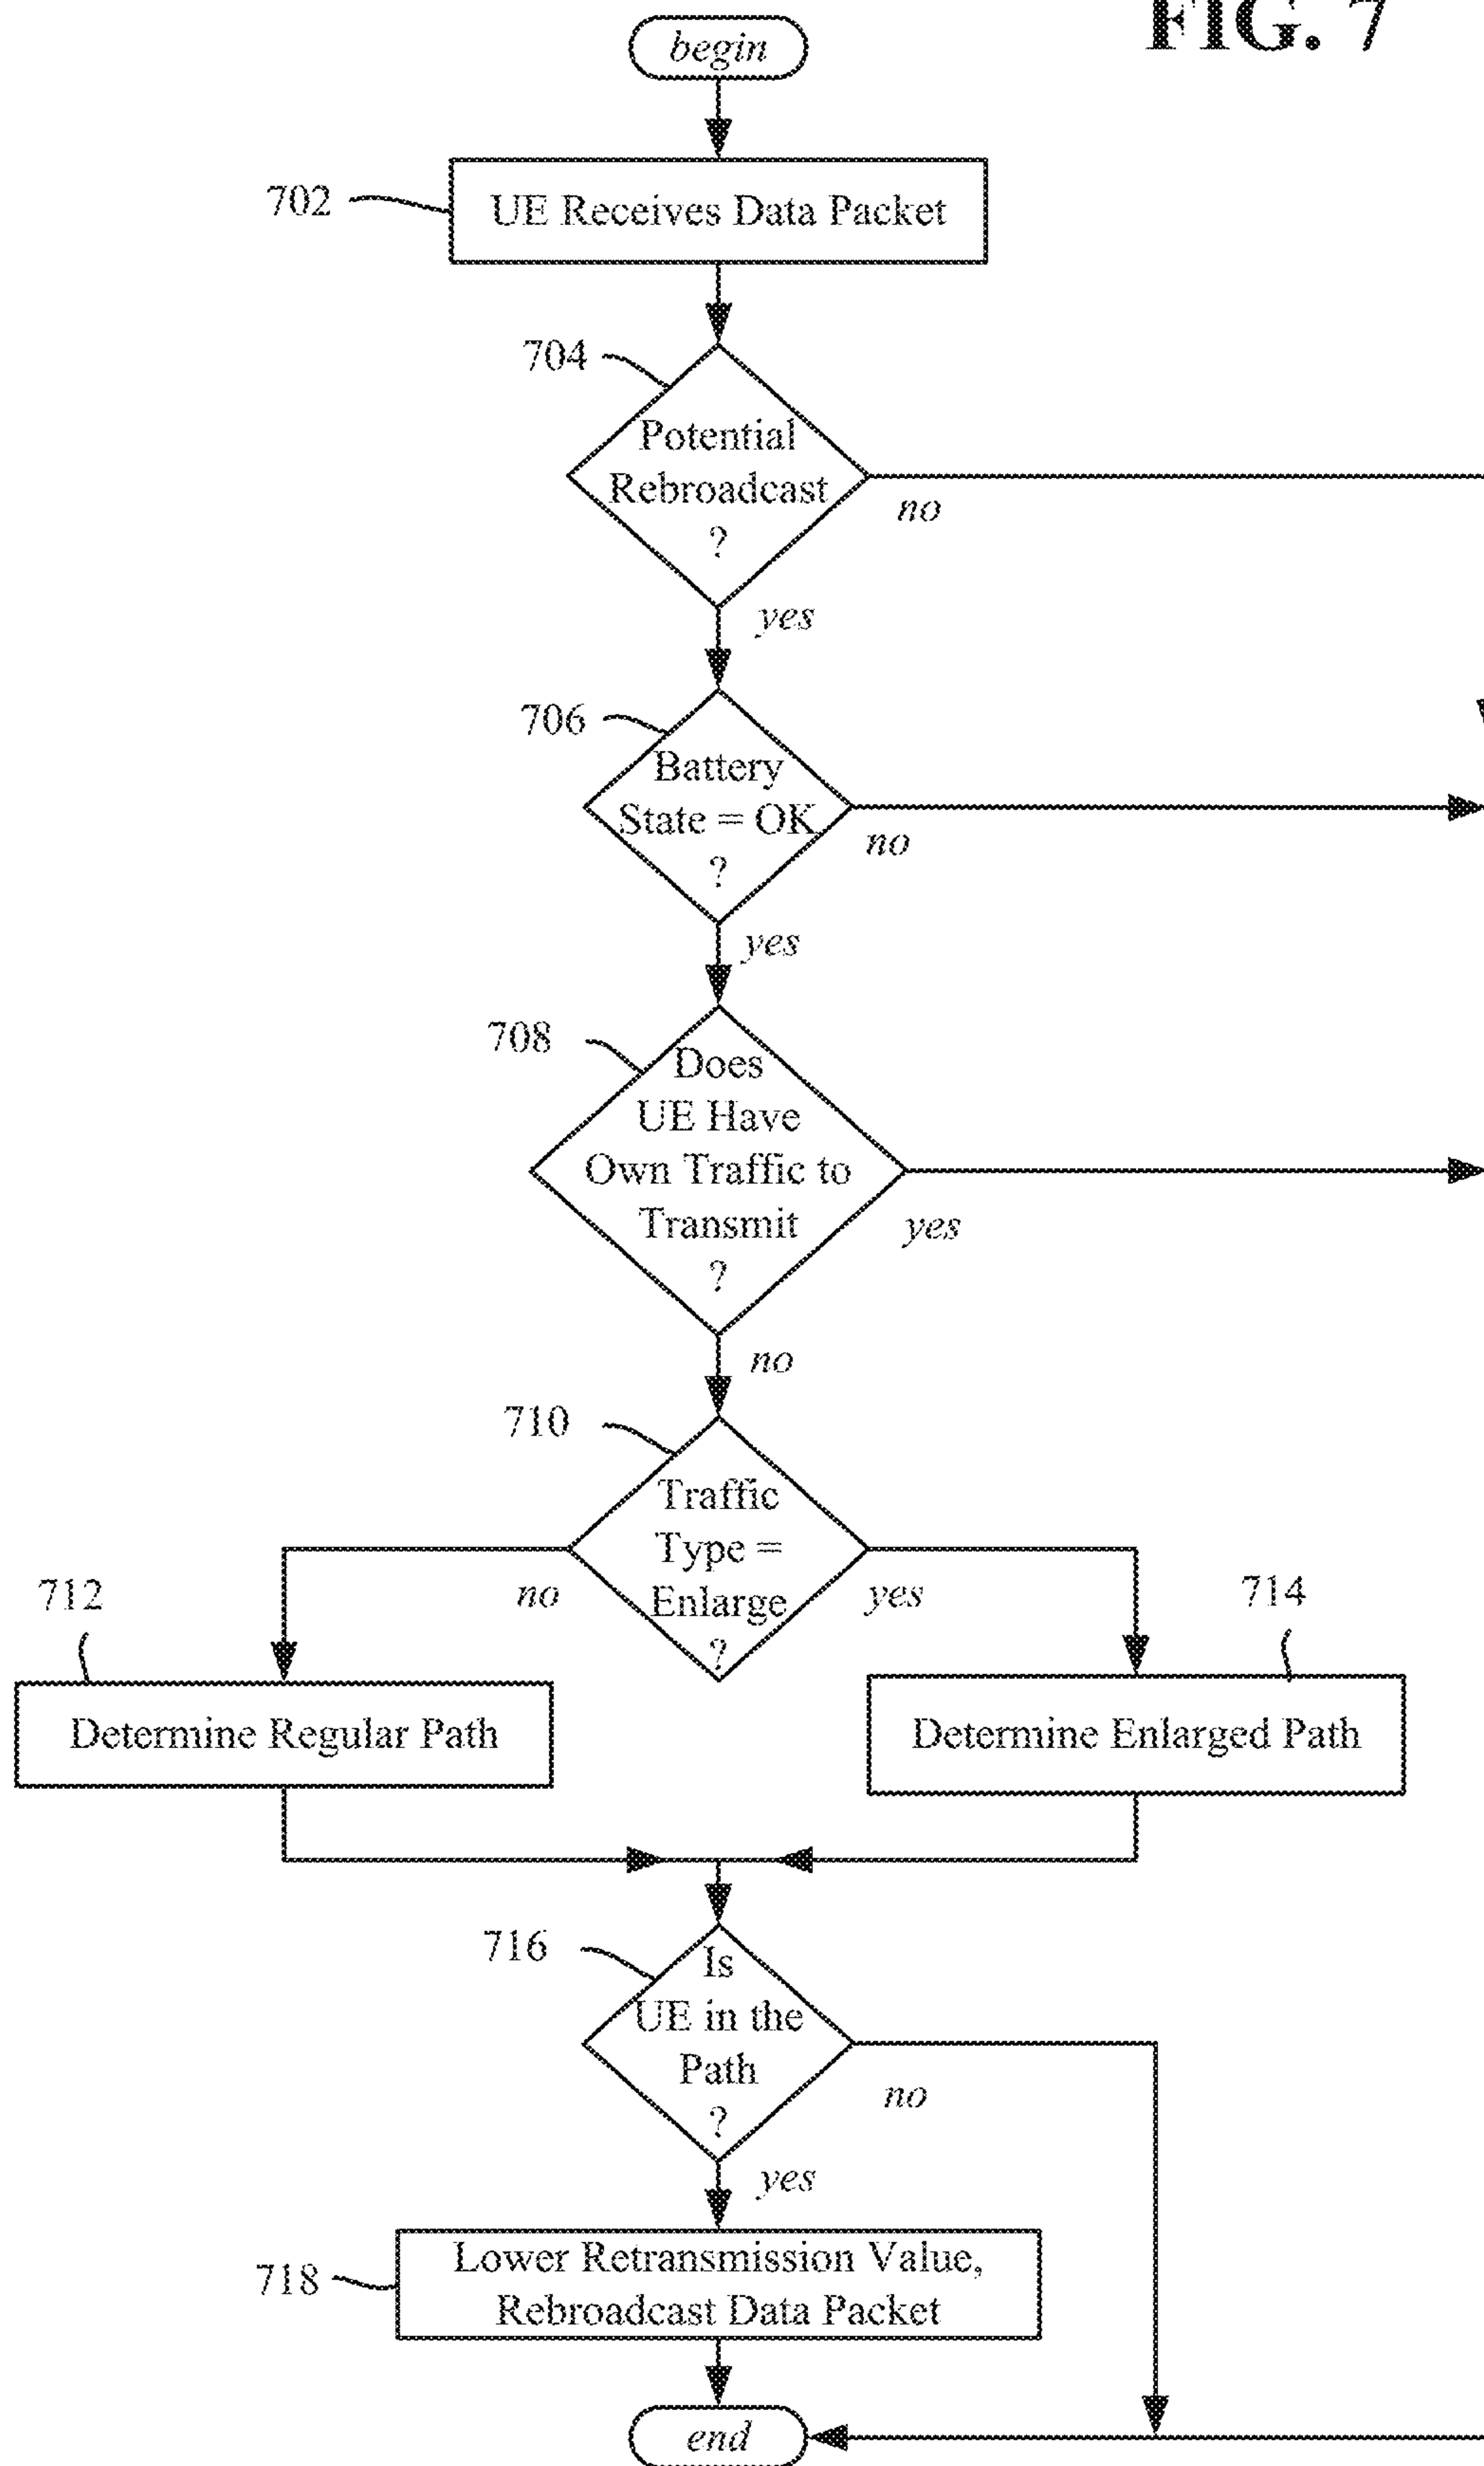 FIG. 7
begin
702
UE Receives Data Packet
704
Potential
Rebroadcast
?
no
yes
706
Battery
State = OK
?
no
yes
708
Does
UE Have
Own Traffic to
Transmit
?
yes
no
710
Traffic
Type =
Enlarge
?
no
yes
712
714
Determine Regular Path
Determine Enlarged Path
716
Is
UE in the
Path
?
no
yes
718
Lower Retransmission Value,
Rebroadcast Data Packet
end